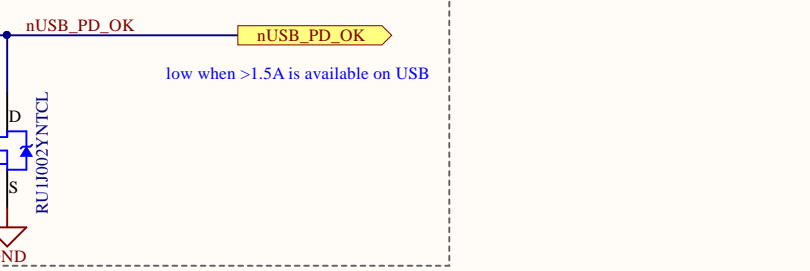 nUSB_PD_OK
nUSB_PD_OK
low when >1.5A is available on USB
D
RU1J002YNTCL
S
ND